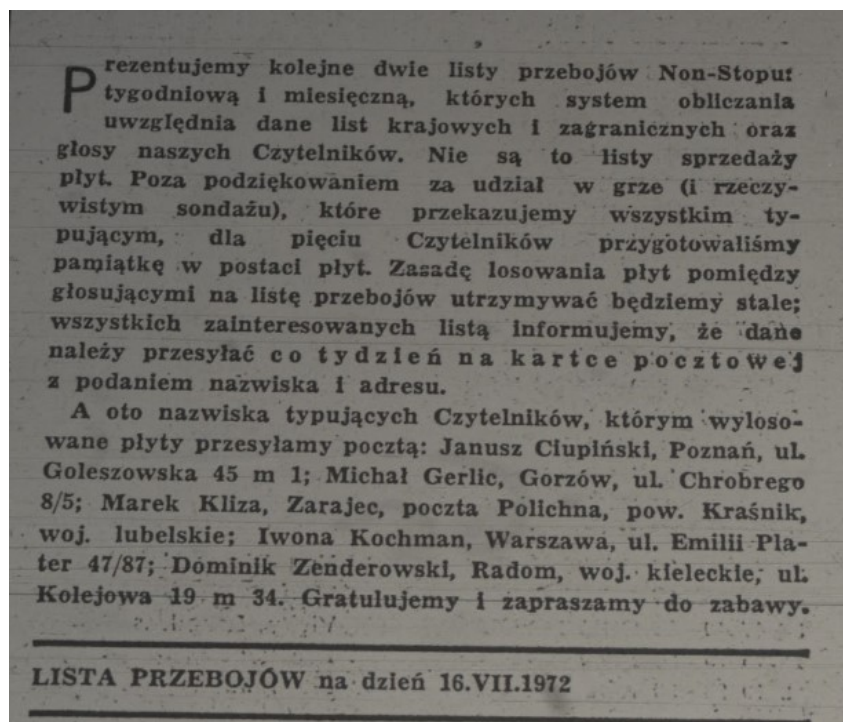 Prezentujemy kolejne dwie listy przebojów Non-Stopu:
tygodniową i miesięczną, których system obliczania
uwzględnia dane list krajowych i zagranicznych oraz
głosy naszych Czytelników. Nie są to listy sprzedaży
płyt. Poza podziękowaniem za udział w grze (i rzeczy-
wistym sondażu), które przekazujemy wszystkim ty-
pującym, dla pięciu Czytelników przygotowaliśmy
pamiątkę w postaci płyt. Zasadę losowania płyt pomiędzy
głosującymi na listę przebojów utrzymywać będziemy stale;
wszystkich zainteresowanych listą informujemy, że dane
należy przesyłać co tydzień na kartce pocztowej
z podaniem nazwiska i adresu.
A oto nazwiska typujących Czytelników, którym wyloso-
wane płyty przesyłamy pocztą: Janusz Ciupiński, Poznań, ul.
Goleszowska 45 m 1; Michał Gerlic, Gorzów, ul. Chrobrego
8/5; Marek Kliza, Zarajec, poczta Polichna, pow. Kraśnik,
woj. lubelskie; Iwona Kochman, Warszawa, ul. Emilii Pla-
ter 47/87; Dominik Zenderowski, Radom, woj. kieleckie, ul.
Kolejowa 19 m 34. Gratulujemy i zapraszamy do zabawy.
LISTA PRZEBOJÓW na dzień 16.VII.1972